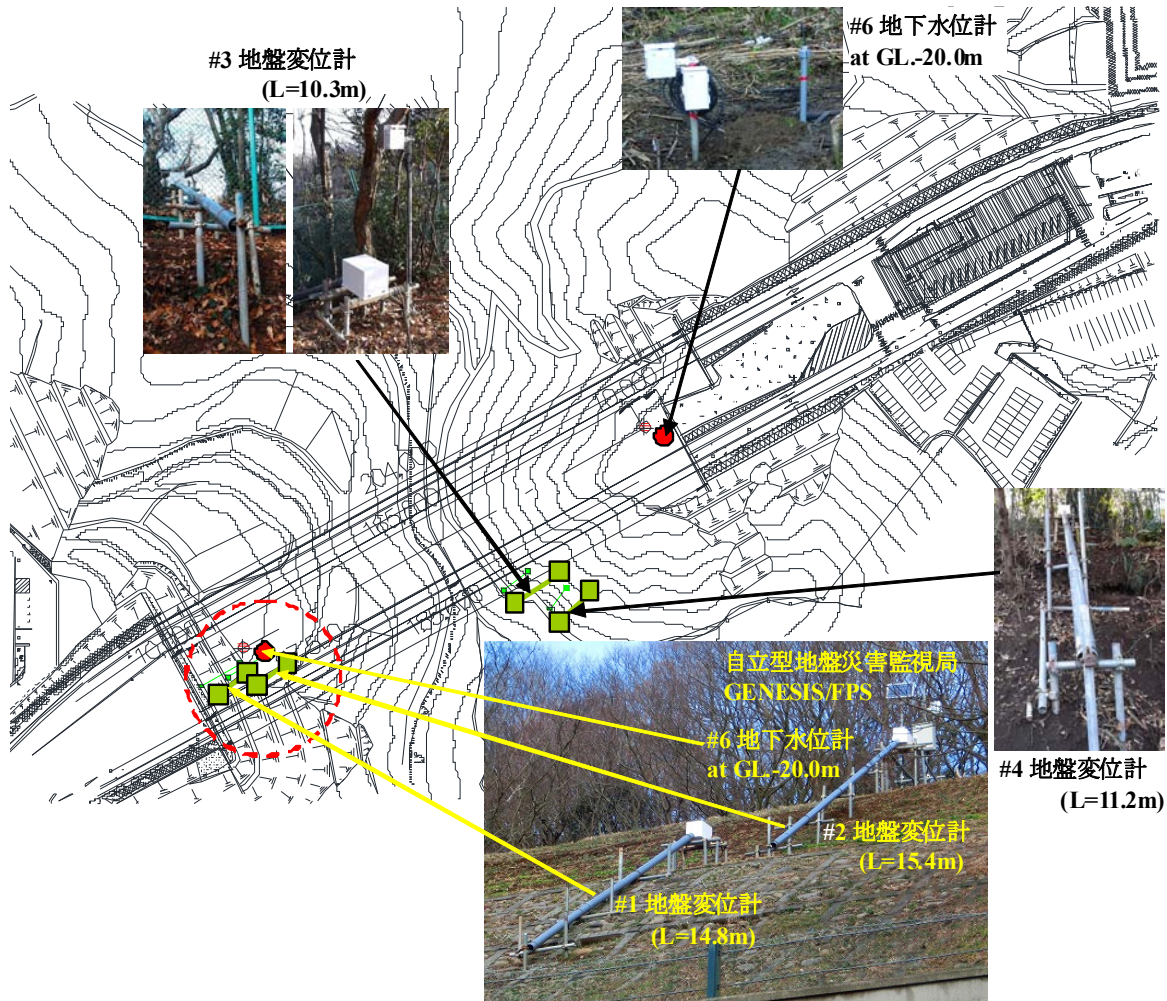 #3 地盤変位計
(L=10.3m)
#6 地下水位計
at GL.-20.0m
自立型地盤災害監視局
GENESIS/FPS
#6 地下水位計
at GL.-20.0m
#2 地盤変位計
(L=15.4m)
#1 地盤変位計
(L=14.8m)
#4 地盤変位計
(L=11.2m)